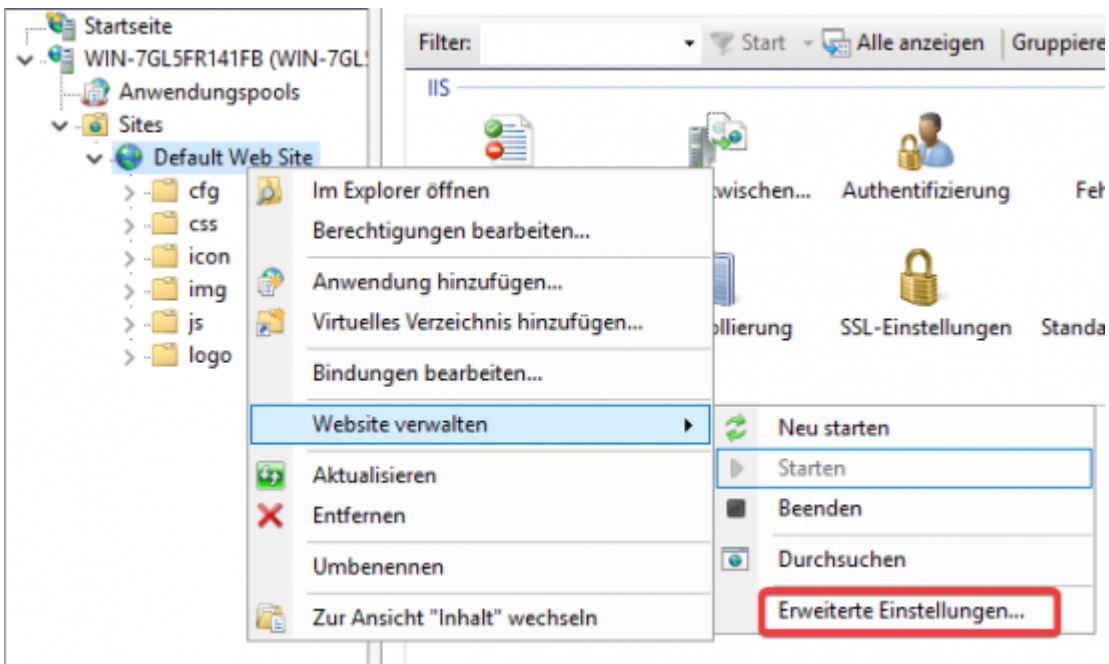 Startseite
WIN-7GL5FR141FB (WIN-7GL
Anwendungspools
Sites
Default Web Site
cfg
css
icon
img
js
logo
Filter:
Start
Alle anzeigen
Gruppiere
IIS
wischen...
Authentifizierung
Feh
ollierung
SSL-Einstellungen
Standa
Im Explorer öffnen
Berechtigungen bearbeiten...
Anwendung hinzufügen...
Virtuelles Verzeichnis hinzufügen...
Bindungen bearbeiten...
Website verwalten
Aktualisieren
Entfernen
Umbenennen
Zur Ansicht "Inhalt" wechseln
Neu starten
Starten
Beenden
Durchsuchen
Erweiterte Einstellungen...